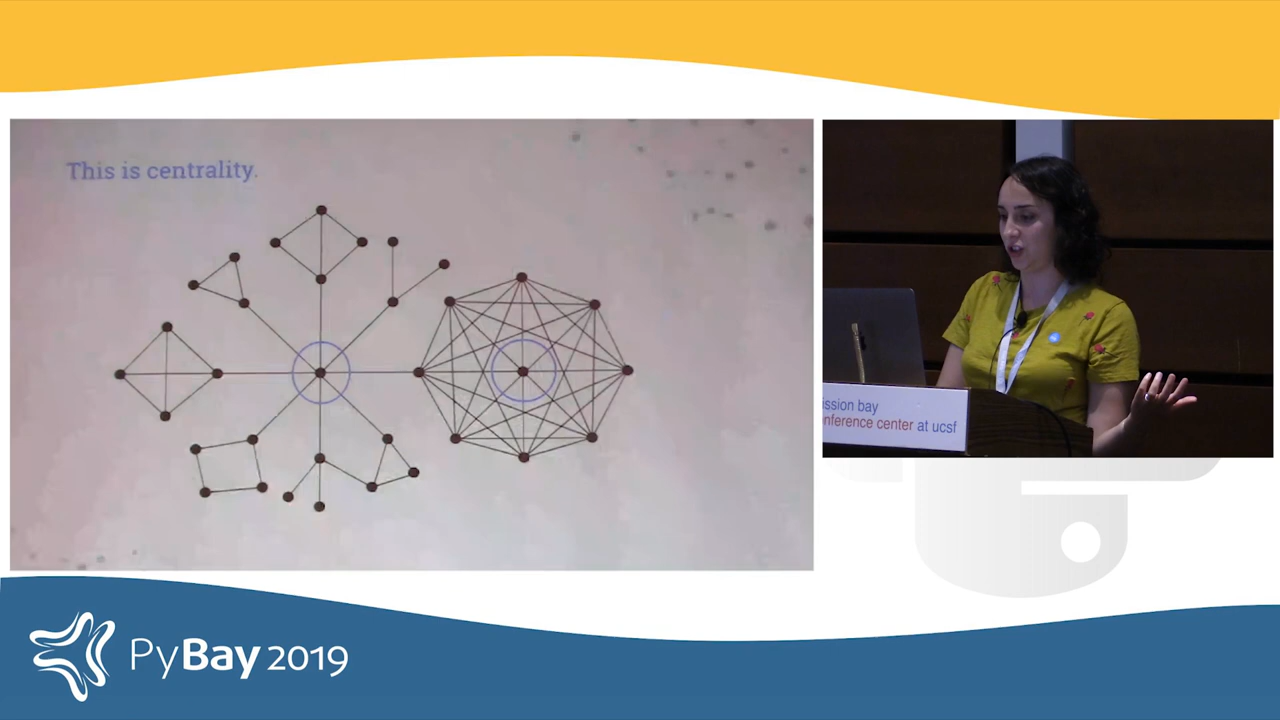 This is centrality.
ission bay
nference center at ucsf
PyBay 2019